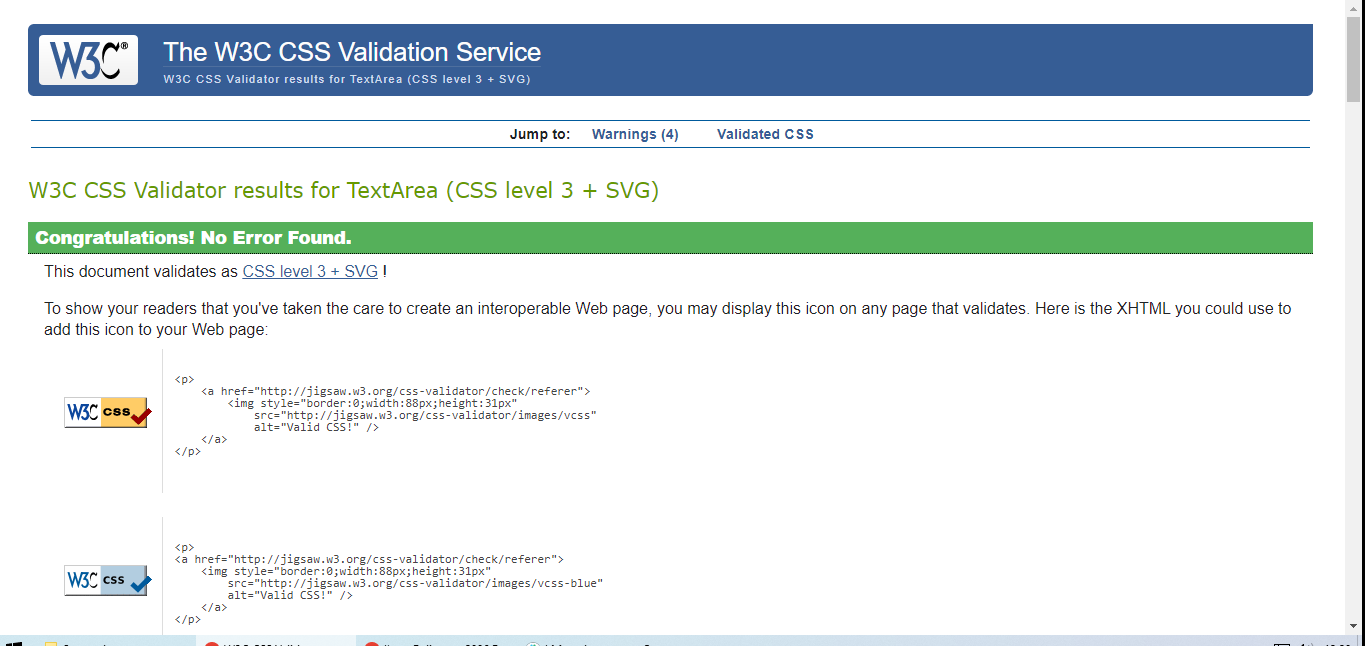 W3C®
The W3C CSS Validation Service
W3C CSS Validator results for TextArea (CSS level 3 + SVG)
Jump to: Warnings (4) Validated CSS
W3C CSS Validator results for TextArea (CSS level 3 + SVG)
Congratulations! No Error Found.
This document validates as CSS level 3 + SVG !
To show your readers that you've taken the care to create an interoperable Web page, you may display this icon on any page that validates. Here is the XHTML you could use to
add this icon to your Web page:
<p>
<a href="http://jigsaw.w3.org/css-validator/check/referer">
<img style="border:0;width:88px;height:31px"
W3C css
src="http://jigsaw.w3.org/css-validator/images/vcss"
alt="Valid CSS!" />
</a>
</p>
<p>
<a href="http://jigsaw.w3.org/css-validator/check/referer">
<img style="border:0;width:88px;height:31px"
W3C css
src="http://jigsaw.w3.org/css-validator/images/vcss-blue"
alt="Valid CSS!" />
</a>
</p>